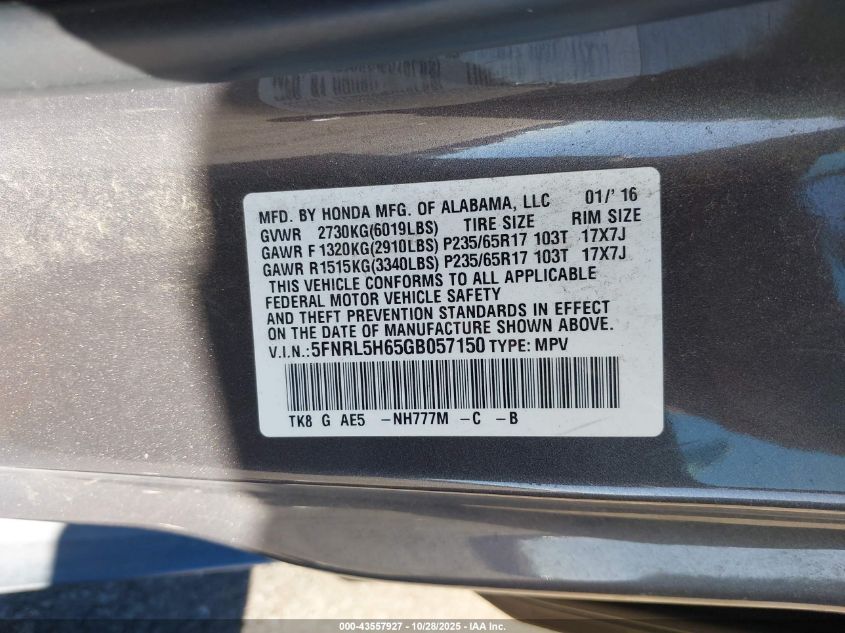 MFD. BY HONDA MFG. OF ALABAMA, LLC 01/'16
GVWR 2730KG(6019LBS) TIRE SIZE RIM SIZE
GAWR F1320KG(2910LBS) P235/65R17 103T 17X7J
GAWR R1515KG(3340LBS) P235/65R17 103T 17X7J
THIS VEHICLE CONFORMS TO ALL APPLICABLE
FEDERAL MOTOR VEHICLE SAFETY
AND THEFT PREVENTION STANDARDS IN EFFECT
ON THE DATE OF MANUFACTURE SHOWN ABOVE.
V.I.N.:5FNRL5H65GB057150 TYPE: MPV
TK8 G AE5 -NH777M -C -B
000-43557927 - 10/28/2025 - IAA Inc.